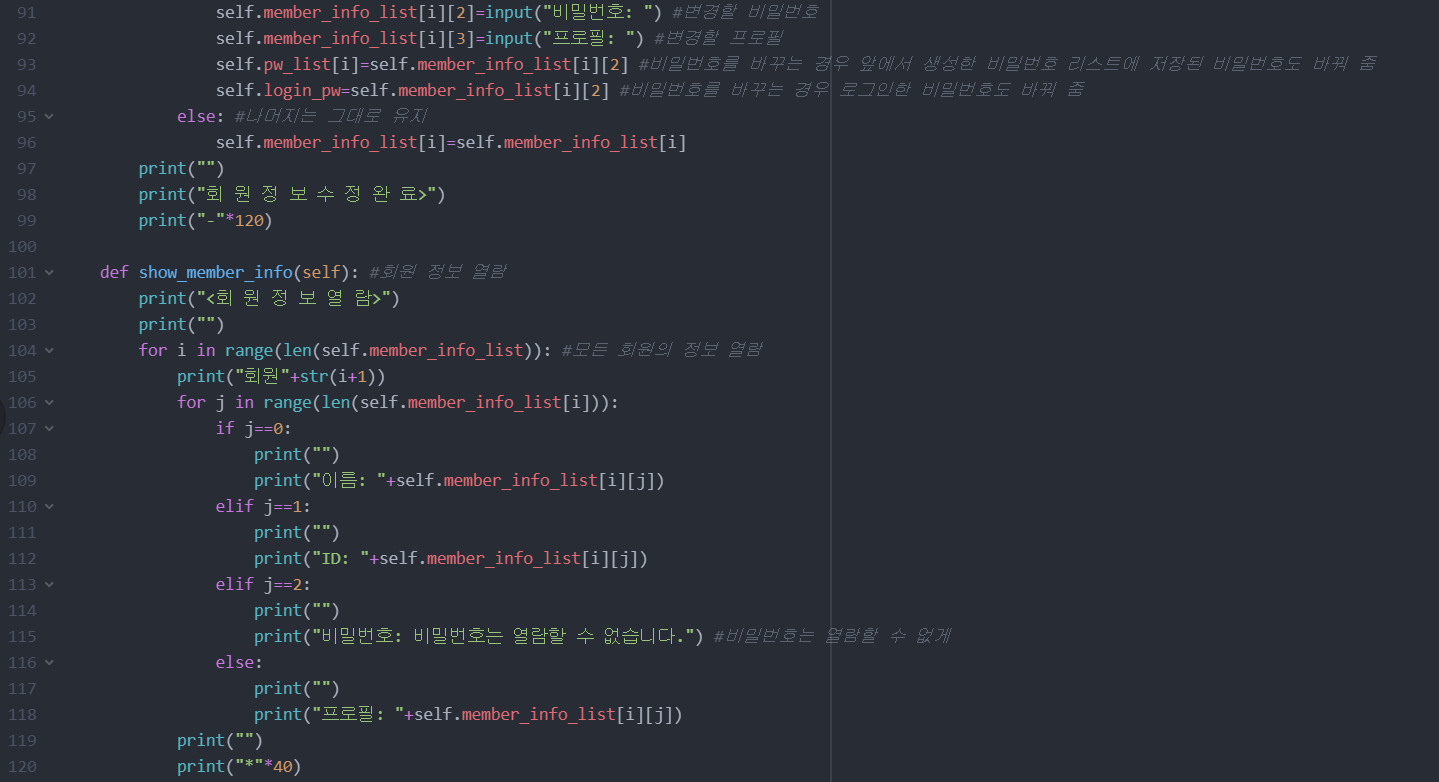 91 self.member_info_list[i][2]=input("비밀번호: ") #변경할 비밀번호
92 self.member_info_list[i][3]=input("프로필: ") #변경할 프로필
93 self.pw_list[i]=self.member_info_list[i][2] #비밀번호를 바꾸는 경우 앞에서 생성한 비밀번호 리스트에 저장된 비밀번호도 바꿔 줌
94 self.login_pw=self.member_info_list[i][2] #비밀번호를 바꾸는 경우 로그인한 비밀번호도 바꿔 줌
95 else: #나머지는 그대로 유지
96 self.member_info_list[i]=self.member_info_list[i]
97 print("")
98 print("회 원 정 보 수 정 완 료>")
99 print("-"*120)
100
101 def show_member_info(self): #회원 정보 열람
102 print("<회 원 정 보 열 람>")
103 print("")
104 for i in range(len(self.member_info_list)): #모든 회원의 정보 열람
105 print("회원"+str(i+1))
106 for j in range(len(self.member_info_list[i])):
107 if j==0:
108 print("")
109 print("이름: "+self.member_info_list[i][j])
110 elif j==1:
111 print("")
112 print("ID: "+self.member_info_list[i][j])
113 elif j==2:
114 print("")
115 print("비밀번호: 비밀번호는 열람할 수 없습니다.") #비밀번호는 열람할 수 없게
116 else:
117 print("")
118 print("프로필: "+self.member_info_list[i][j])
119 print("")
120 print("*"*40)